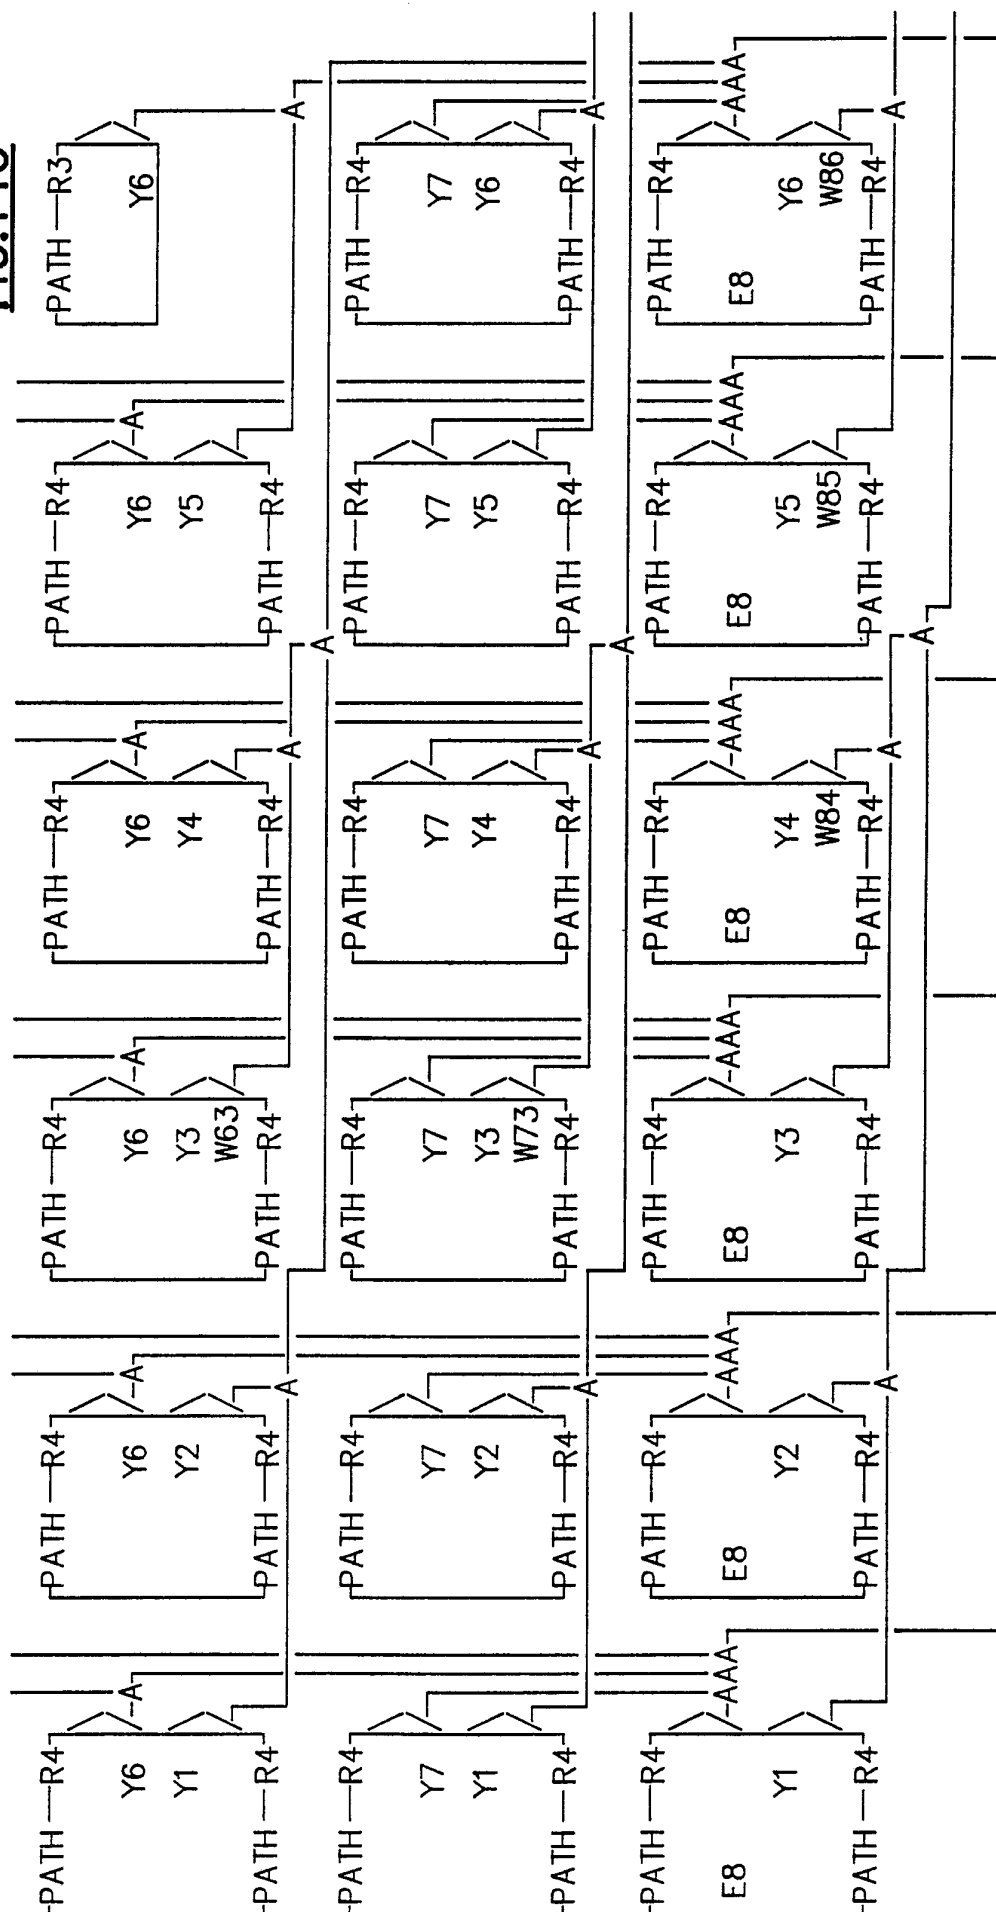 PATH R4 PATH R4 PATH R4 PATH R4 PATH R4 PATH R3
Y6 A Y6 A Y6 A Y6 A Y6 A Y6
Y1 Y2 Y3 Y4 Y5
W63
PATH R4 PATH R4 PATH R4 PATH R4 PATH R4
A A A
A
PATH R4 PATH R4 PATH R4 PATH R4 PATH R4 PATH R4
Y7 Y7 Y7 Y7 Y7 Y7
Y1 Y2 Y3 Y4 Y5 Y6
W73
PATH R4 PATH R4 PATH R4 PATH R4 PATH R4 PATH R4
A A A
A
PATH R4 PATH R4 PATH R4 PATH R4 PATH R4 PATH R4
E8 AAA E8 AAA E8 AAA E8 AAA E8 AAA E8 AAA
Y1 Y2 Y3 Y4 Y5 Y6
W84 W85 W86
PATH R4 PATH R4 PATH R4 PATH R4 PATH R4 PATH R4
A A A
A